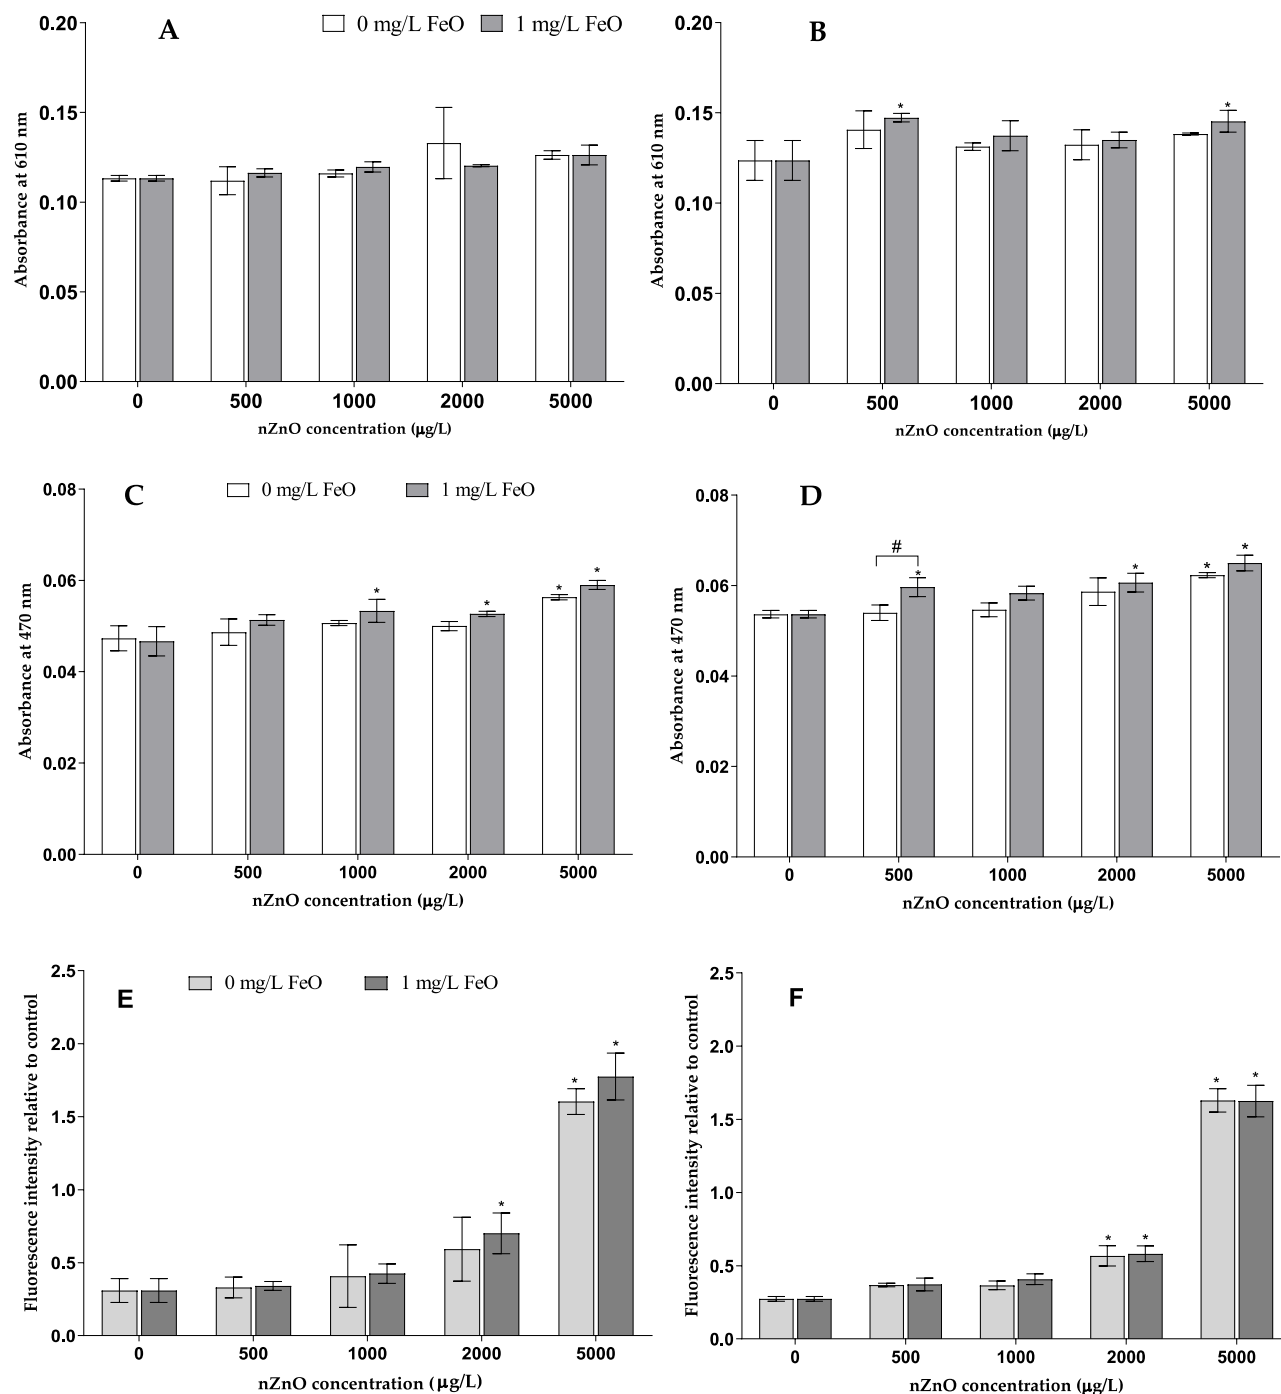 A
0 mg/L FeO
1 mg/L FeO
Absorbance at 610 nm
0.20
0.15
0.10
0.05
0.00
0 500 1000 2000 5000
nZnO concentration (µg/L)
B
Absorbance at 610 nm
0.20
0.15
0.10
0.05
0.00
* *
0 500 1000 2000 5000
nZnO concentration (µg/L)
C
0 mg/L FeO
1 mg/L FeO
Absorbance at 470 nm
0.08
0.06
0.04
0.02
0.00
* * * *
0 500 1000 2000 5000
nZnO concentration (µg/L)
D
Absorbance at 470 nm
0.08
0.06
0.04
0.02
0.00
#
* * * *
0 500 1000 2000 5000
nZnO concentration (µg/L)
E
0 mg/L FeO
1 mg/L FeO
Fluorescence intensity relative to control
2.5
2.0
1.5
1.0
0.5
0.0
* * *
0 500 1000 2000 5000
nZnO concentration (µg/L)
F
Fluorescence intensity relative to control
2.5
2.0
1.5
1.0
0.5
0.0
* * * *
0 500 1000 2000 5000
nZnO concentration (µg/L)